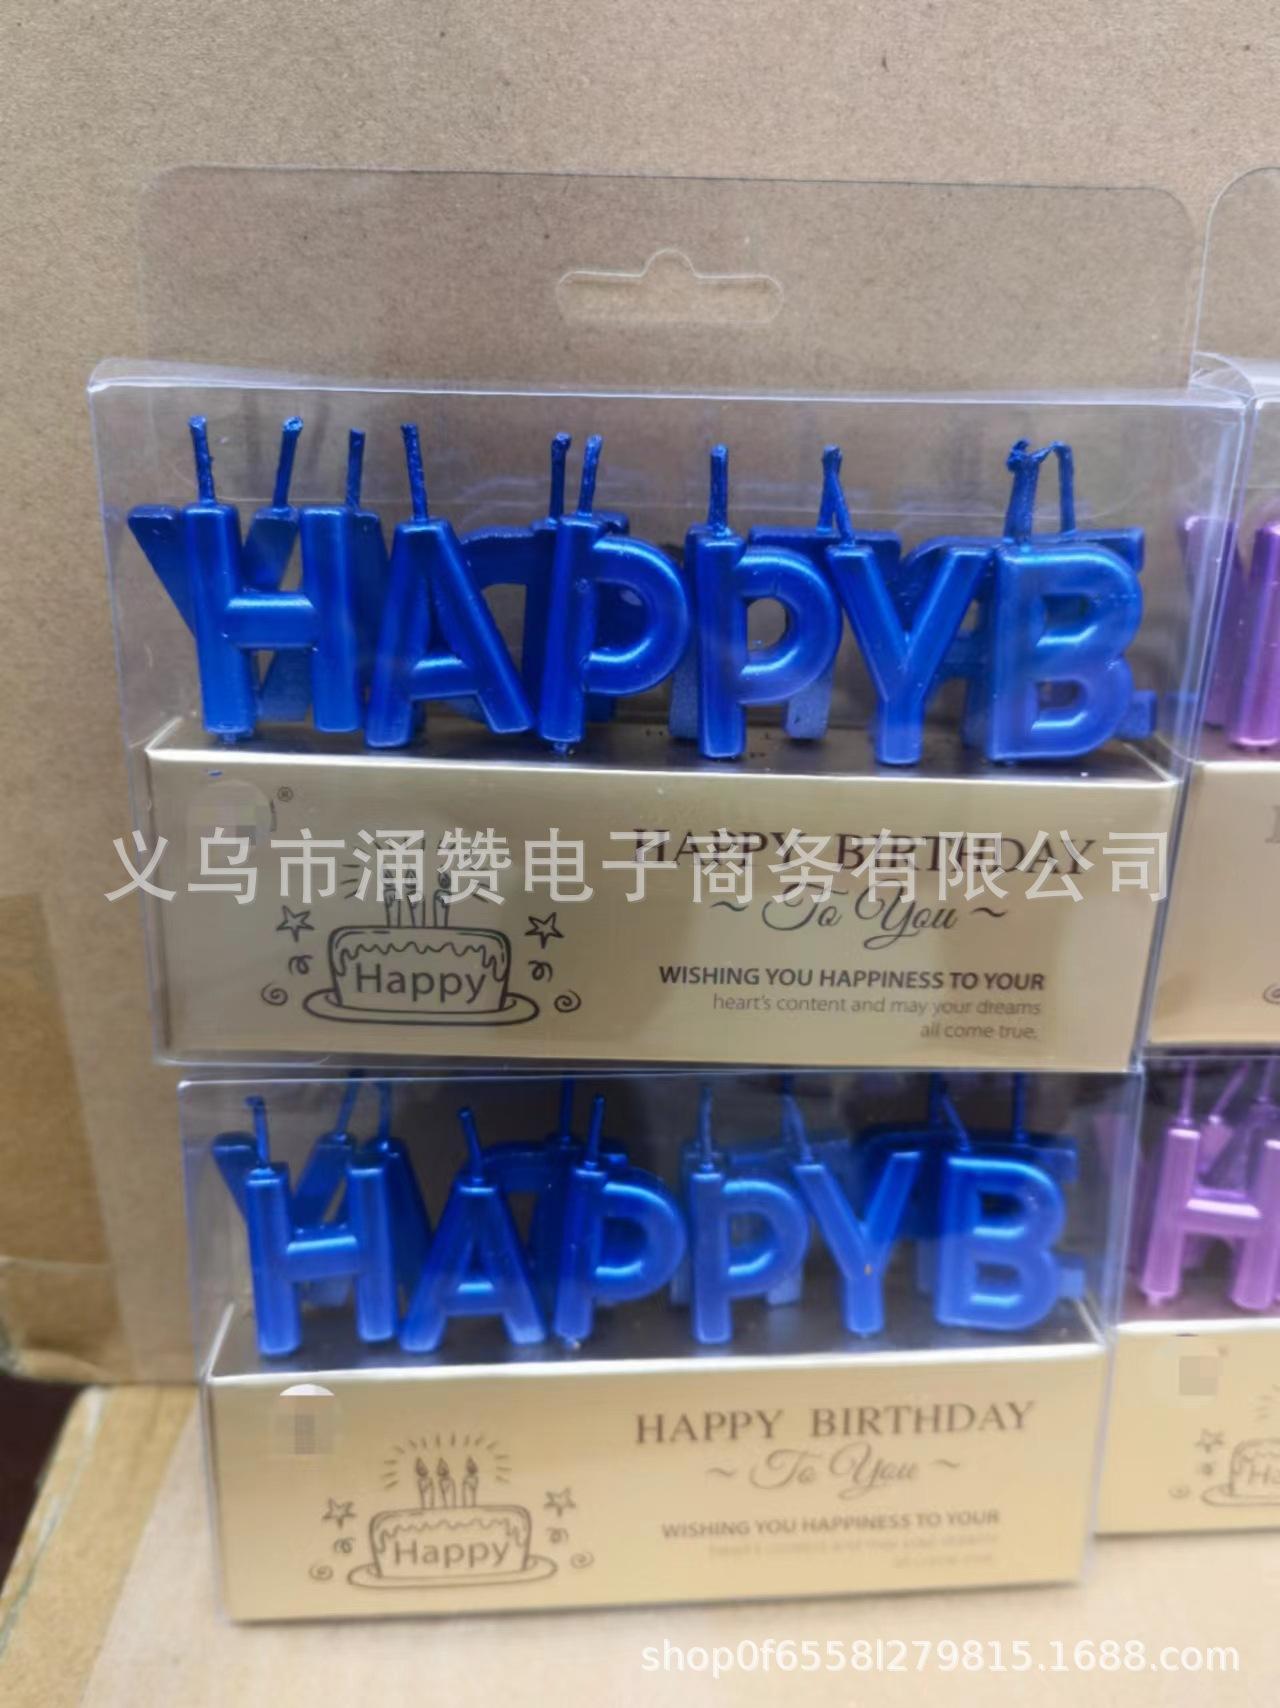 HAPPYB
®
义乌市涌赞电子商务有限公司
HAPPY BIRTHDAY
~ To You ~
Happy
WISHING YOU HAPPINESS TO YOUR
heart's content and may your dreams
all come true.
HAPPYB
HAPPY BIRTHDAY
~ To You ~
Happy
WISHING YOU HAPPINESS TO YOUR
H
shop0f6558l279815.1688.com